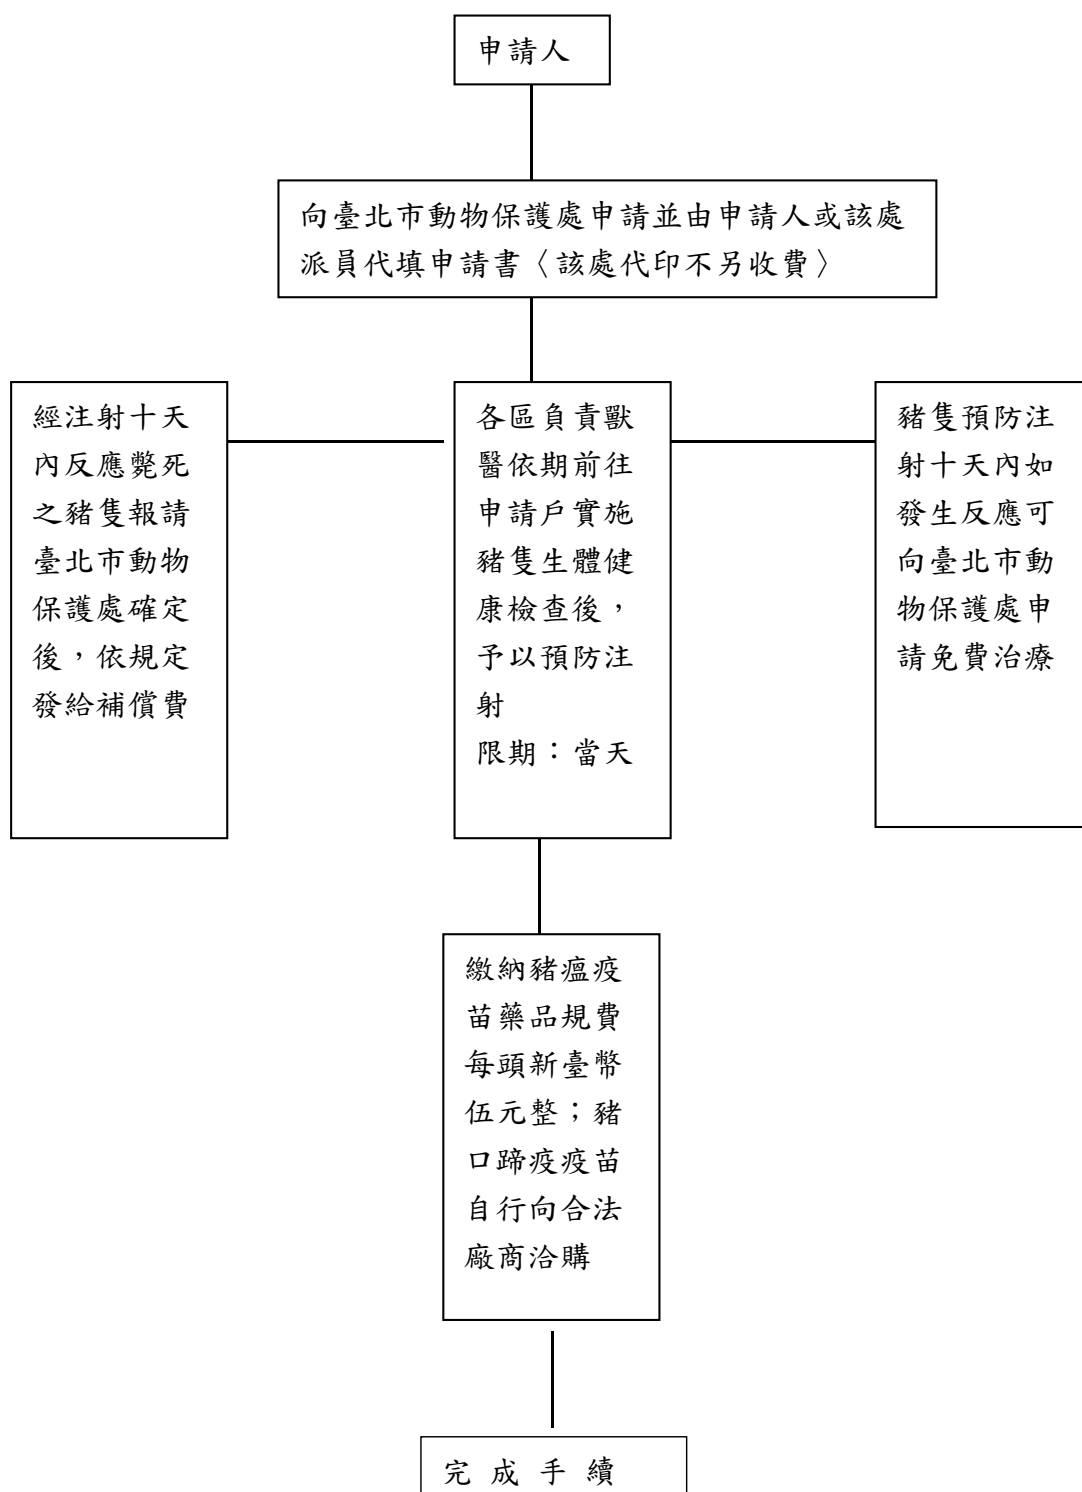 申請人
向臺北市動物保護處申請並由申請人或該處
派員代填申請書〈該處代印不另收費〉
經注射十天
內反應斃死
之豬隻報請
臺北市動物
保護處確定
後，依規定
發給補償費
各區負責獸
醫依期前往
申請戶實施
豬隻生體健
康檢查後，
予以預防注
射
限期：當天
豬隻預防注
射十天內如
發生反應可
向臺北市動
物保護處申
請免費治療
繳納豬瘟疫
苗藥品規費
每頭新臺幣
伍元整；豬
口蹄疫疫苗
自行向合法
廠商洽購
完成手續